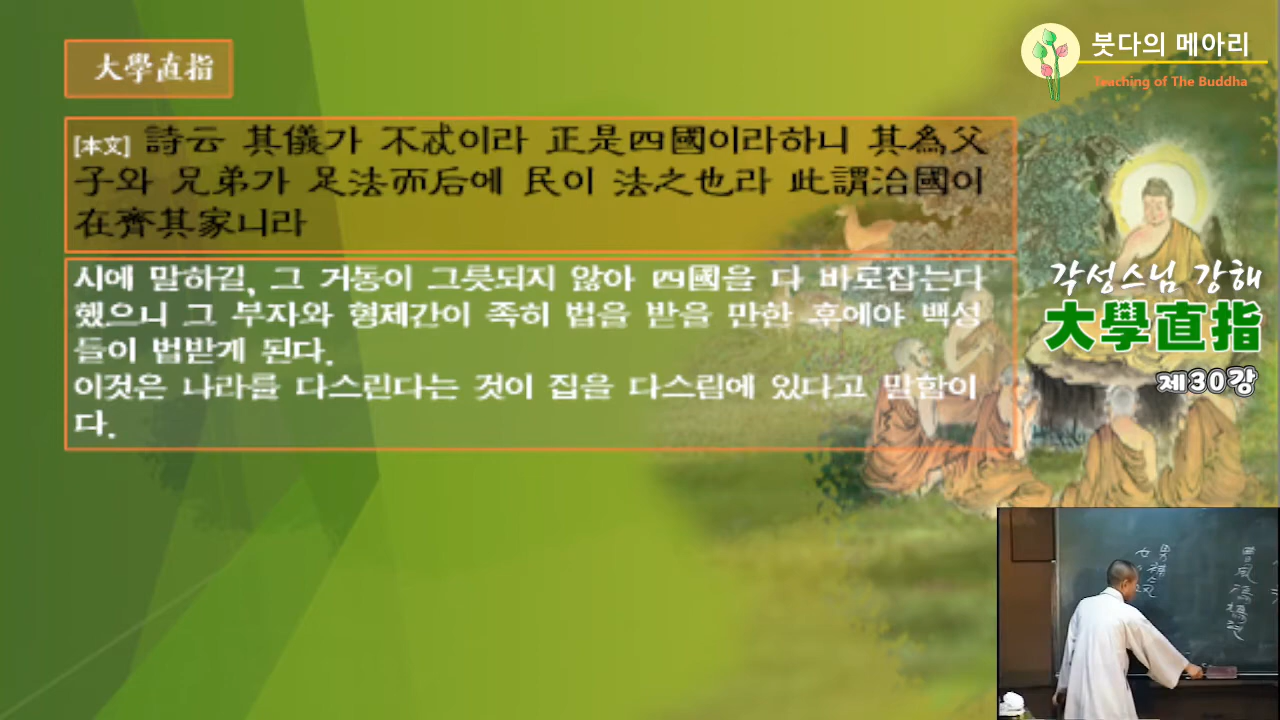 大學直指
[本文] 詩云 其儀가 不忒이라 正是四國이라하니 其為父
子와 兄弟가 足法而后에 民이 法之也라 此謂治國이
在齊其家니라
시에 말하길, 그 거동이 그릇되지 않아 四國을 다 바로잡는다
했으니 그 부자와 형제간이 족히 법을 받을 만한 후에야 백성
들이 법받게 된다.
이것은 나라를 다스린다는 것이 집을 다스림에 있다고 말함이
다.
붓다의 메아리
Teaching of The Buddha
각성스님 강해
大學直指
제30강